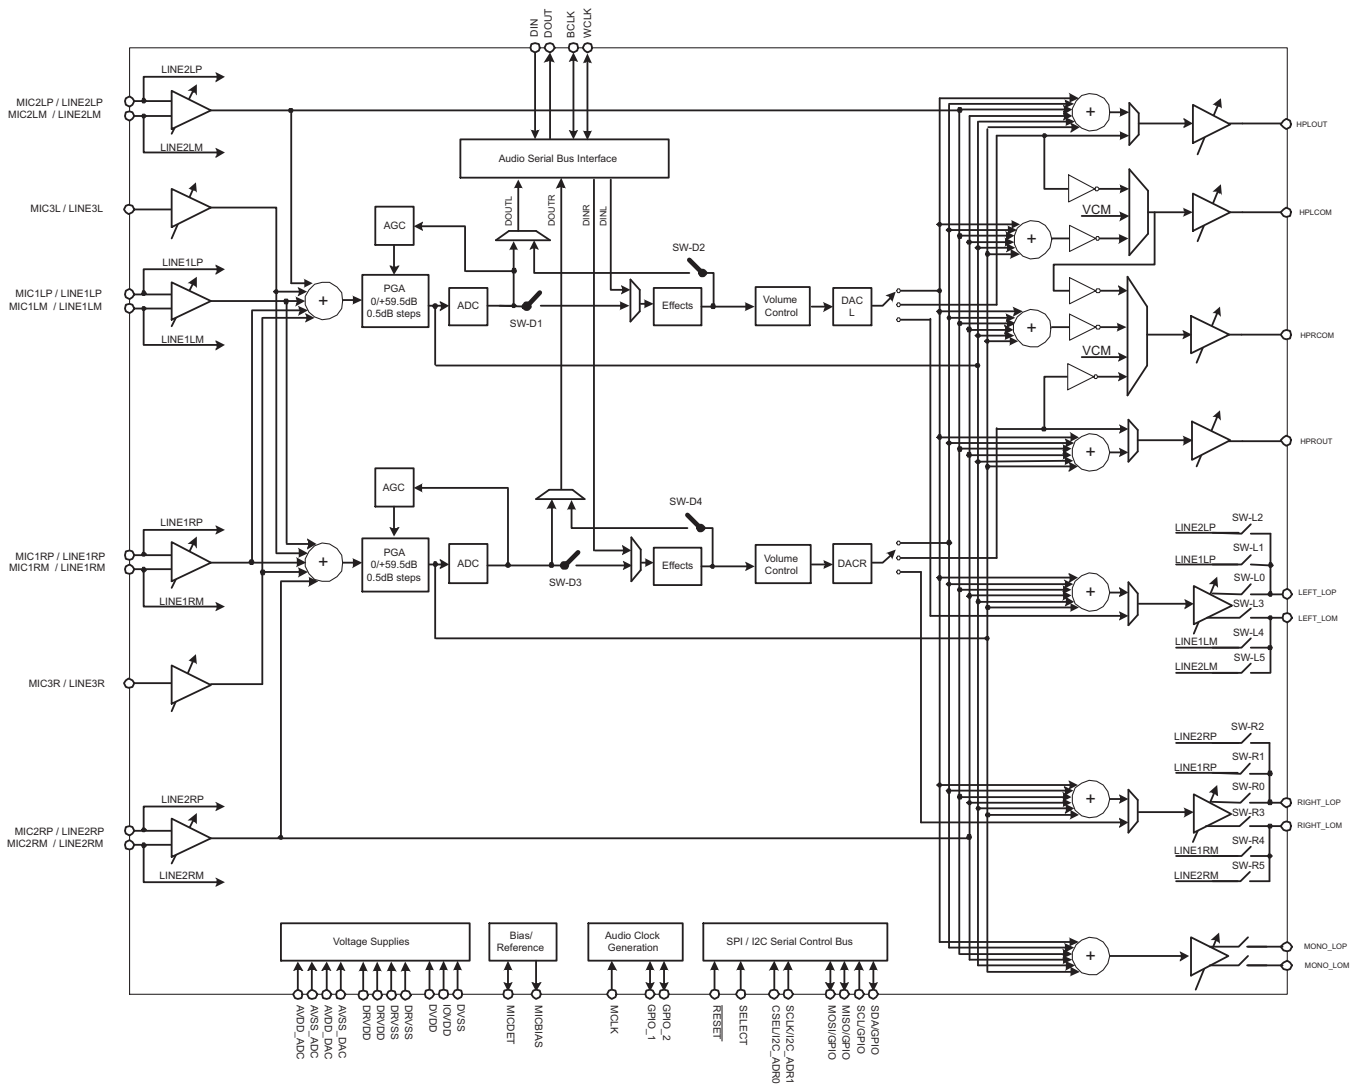 DIN
DOUT
BCLK
WCLK
LINE2LP
MIC2LP / LINE2LP
MIC2LM / LINE2LM
LINE2LM
+
HPLOUT
Audio Serial Bus Interface
DOUTL
DOUTR
DINR
DINL
MIC3L / LINE3L
AGC
VCM
HPLCOM
SW-D2
+
LINE1LP
MIC1LP / LINE1LP
MIC1LM / LINE1LM
LINE1LM
+
PGA
0/+59.5dB
0.5dB steps
ADC
SW-D1
Effects
Volume
Control
DAC
L
+
VCM
HPRCOM
HPROUT
+
AGC
SW-D4
LINE1RP
MIC1RP / LINE1RP
MIC1RM / LINE1RM
LINE1RM
+
PGA
0/+59.5dB
0.5dB steps
ADC
SW-D3
Effects
Volume
Control
DACR
+
SW-L2
LINE2LP
SW-L1
LINE1LP
SW-L0
LEFT_LOP
SW-L3
LEFT_LOM
SW-L4
LINE1LM
SW-L5
LINE2LM
MIC3R / LINE3R
SW-R2
LINE2RP
SW-R1
LINE1RP
SW-R0
RIGHT_LOP
SW-R3
RIGHT_LOM
SW-R4
LINE1RM
SW-R5
LINE2RM
+
LINE2RP
MIC2RP / LINE2RP
MIC2RM / LINE2RM
LINE2RM
Voltage Supplies
Bias/
Reference
Audio Clock
Generation
SPI / I2C Serial Control Bus
+
MONO_LOP
MONO_LOM
AVDD_ADC
AVSS_ADC
AVDD_DAC
AVSS_DAC
DRVDD
DRVDD
DRVSS
DRVSS
DVDD
IOVDD
DVSS
MICDET
MICBIAS
MCLK
GPIO_1
GPIO_2
RESET
SELECT
CSEL/I2C_ADR0
SCLK/I2C_ADR1
MOSI/GPIO
MISO/GPIO
SCL/GPIO
SDA/GPIO